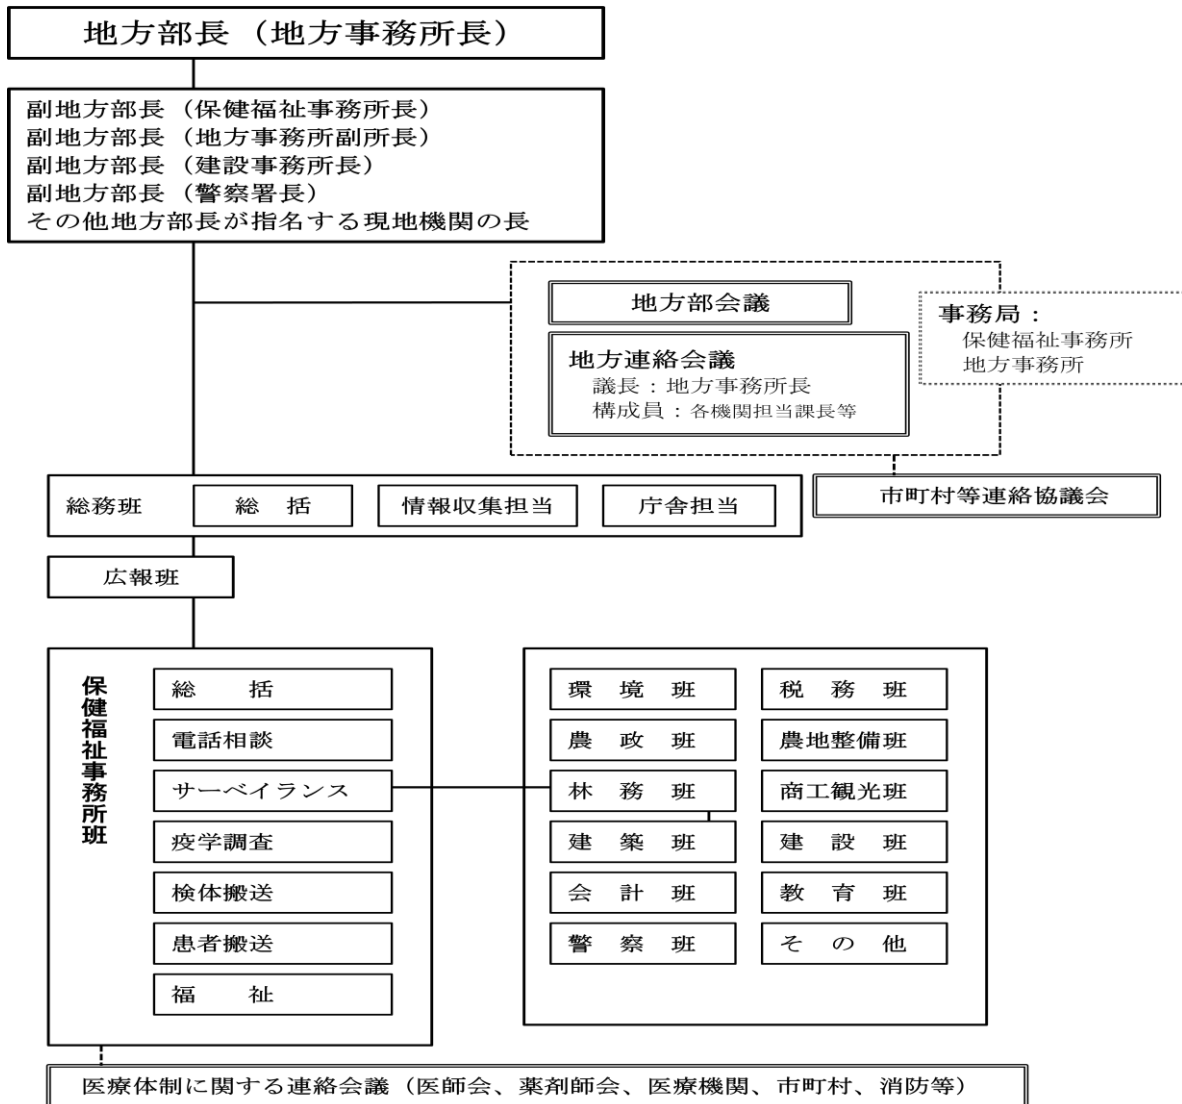 地方部長（地方事務所長）
副地方部長（保健福祉事務所長）
副地方部長（地方事務所副所長）
副地方部長（建設事務所長）
副地方部長（警察署長）
その他地方部長が指名する現地機関の長
地方部会議
地方連絡会議
議長：地方事務所長
構成員：各機関担当課長等
事務局：
保健福祉事務所
地方事務所
市町村等連絡協議会
総務班 総　括 情報収集担当 庁舎担当
広報班
保健福祉事務所班
総　　括
電話相談
サーベイランス
疫学調査
検体搬送
患者搬送
福　　祉
環　境　班 税　務　班
農　政　班 農地整備班
林　務　班 商工観光班
建　築　班 建　設　班
会　計　班 教　育　班
警　察　班 そ　の　他
医療体制に関する連絡会議（医師会、薬剤師会、医療機関、市町村、消防等）